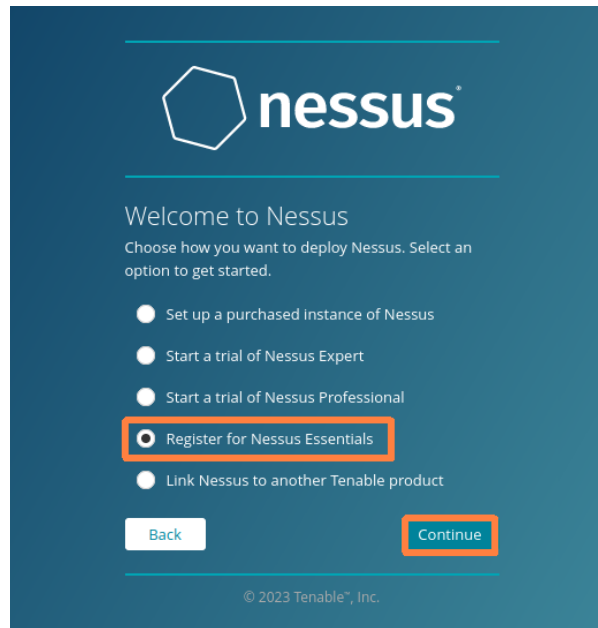 nessus®
Welcome to Nessus
Choose how you want to deploy Nessus. Select an
option to get started.
Set up a purchased instance of Nessus
Start a trial of Nessus Expert
Start a trial of Nessus Professional
Register for Nessus Essentials
Link Nessus to another Tenable product
Back
Continue
© 2023 Tenable™, Inc.